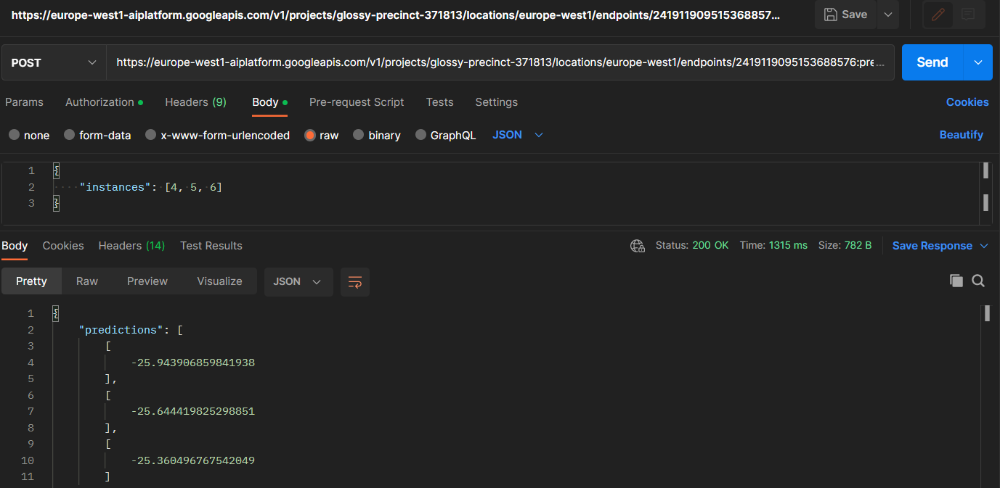 https://europe-west1-aiplatform.googleapis.com/v1/projects/glossy-precinct-371813/locations/europe-west1/endpoints/241911909515368857...
Save
POST
https://europe-west1-aiplatform.googleapis.com/v1/projects/glossy-precinct-371813/locations/europe-west1/endpoints/2419119095153688576:pre...
Send
Params Authorization Headers (9) Body Pre-request Script Tests Settings Cookies
none form-data x-www-form-urlencoded raw binary GraphQL JSON Beautify
1 {
2 "instances": [4, 5, 6]
3 }
Body Cookies Headers (14) Test Results Status: 200 OK Time: 1315 ms Size: 782 B Save Response
Pretty Raw Preview Visualize JSON
1 {
2 "predictions": [
3 [
4 -25.943906859841938
5 ],
6 [
7 -25.644419825298851
8 ],
9 [
10 -25.360496767542049
11 ]